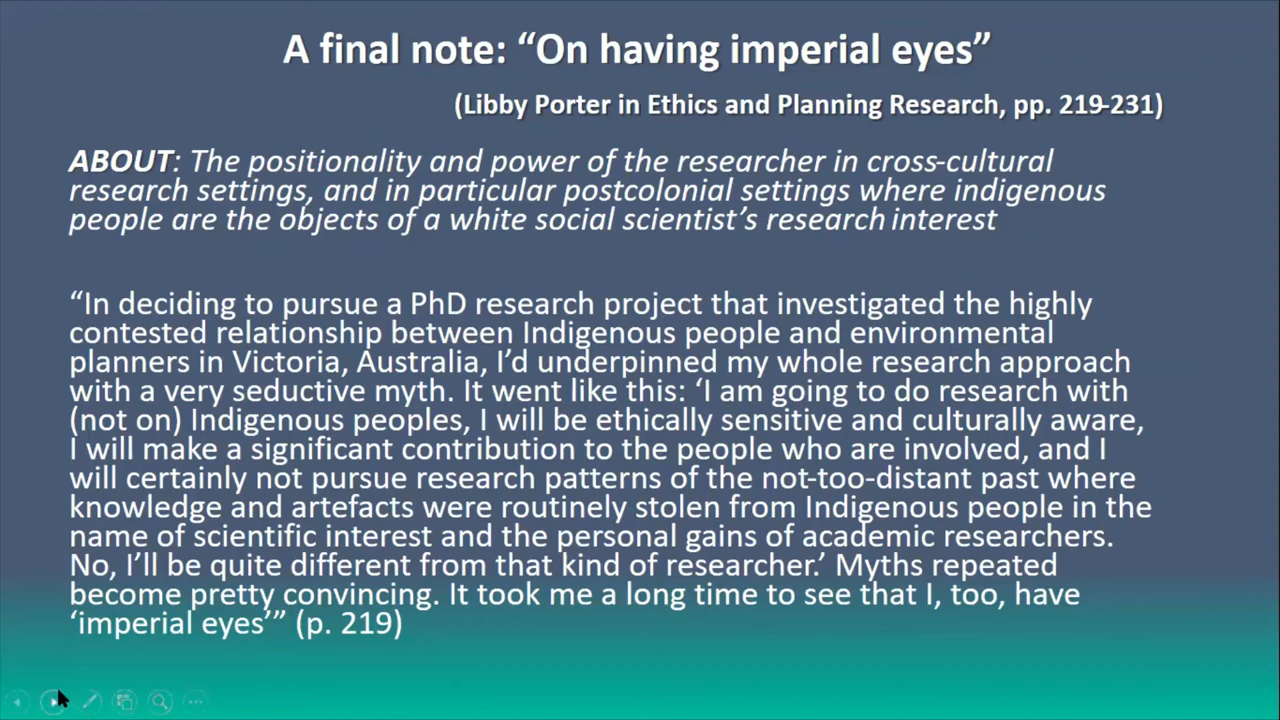 A final note: “On having imperial eyes”
(Libby Porter in Ethics and Planning Research, pp. 219-231)
ABOUT: The positionality and power of the researcher in cross-cultural
research settings, and in particular postcolonial settings where indigenous
people are the objects of a white social scientist’s research interest
“In deciding to pursue a PhD research project that investigated the highly
contested relationship between Indigenous people and environmental
planners in Victoria, Australia, I’d underpinned my whole research approach
with a very seductive myth. It went like this: ‘I am going to do research with
(not on) Indigenous peoples, I will be ethically sensitive and culturally aware,
I will make a significant contribution to the people who are involved, and I
will certainly not pursue research patterns of the not-too-distant past where
knowledge and artefacts were routinely stolen from Indigenous people in the
name of scientific interest and the personal gains of academic researchers.
No, I’ll be quite different from that kind of researcher.’ Myths repeated
become pretty convincing. It took me a long time to see that I, too, have
‘imperial eyes’” (p. 219)